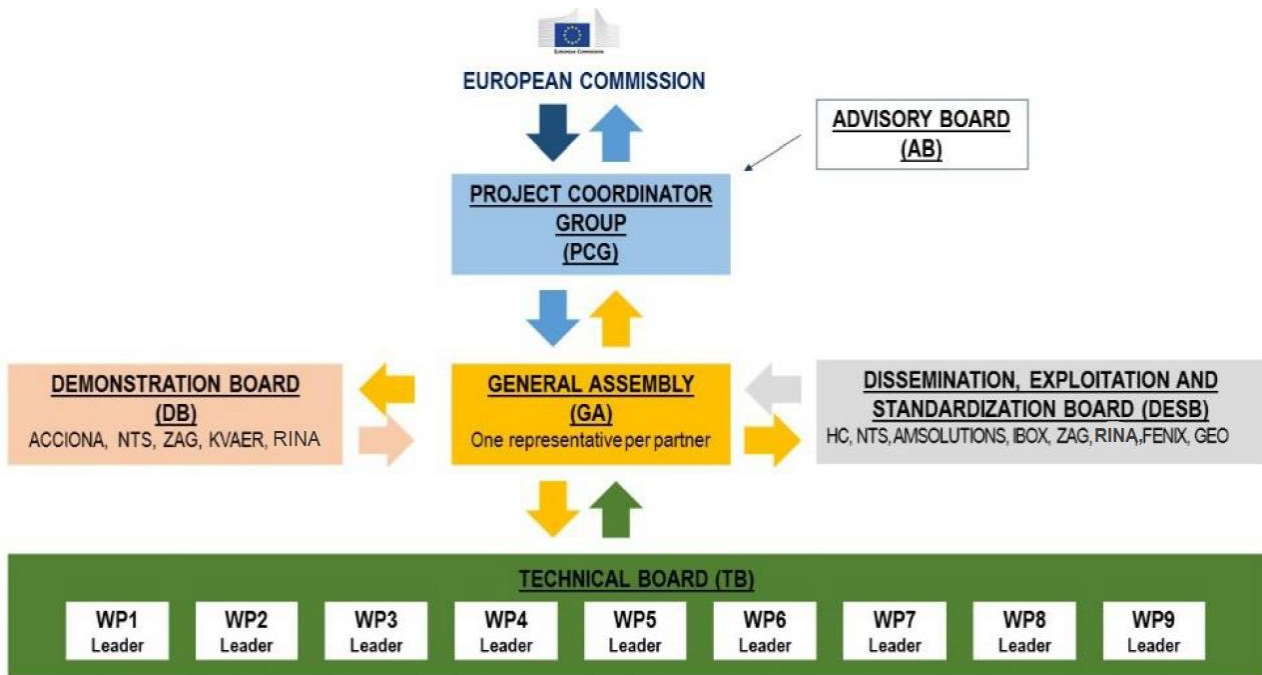 European Commission
EUROPEAN COMMISSION
ADVISORY BOARD
(AB)
PROJECT COORDINATOR
GROUP
(PCG)
DEMONSTRATION BOARD
(DB)
ACCIONA, NTS, ZAG, KVAER, RINA
GENERAL ASSEMBLY
(GA)
One representative per partner
DISSEMINATION, EXPLOITATION AND
STANDARDIZATION BOARD (DESB)
HC, NTS, AMSOLUTIONS, IBOX, ZAG, RINA,,FENIX, GEO
TECHNICAL BOARD (TB)
WP1
Leader
WP2
Leader
WP3
Leader
WP4
Leader
WP5
Leader
WP6
Leader
WP7
Leader
WP8
Leader
WP9
Leader